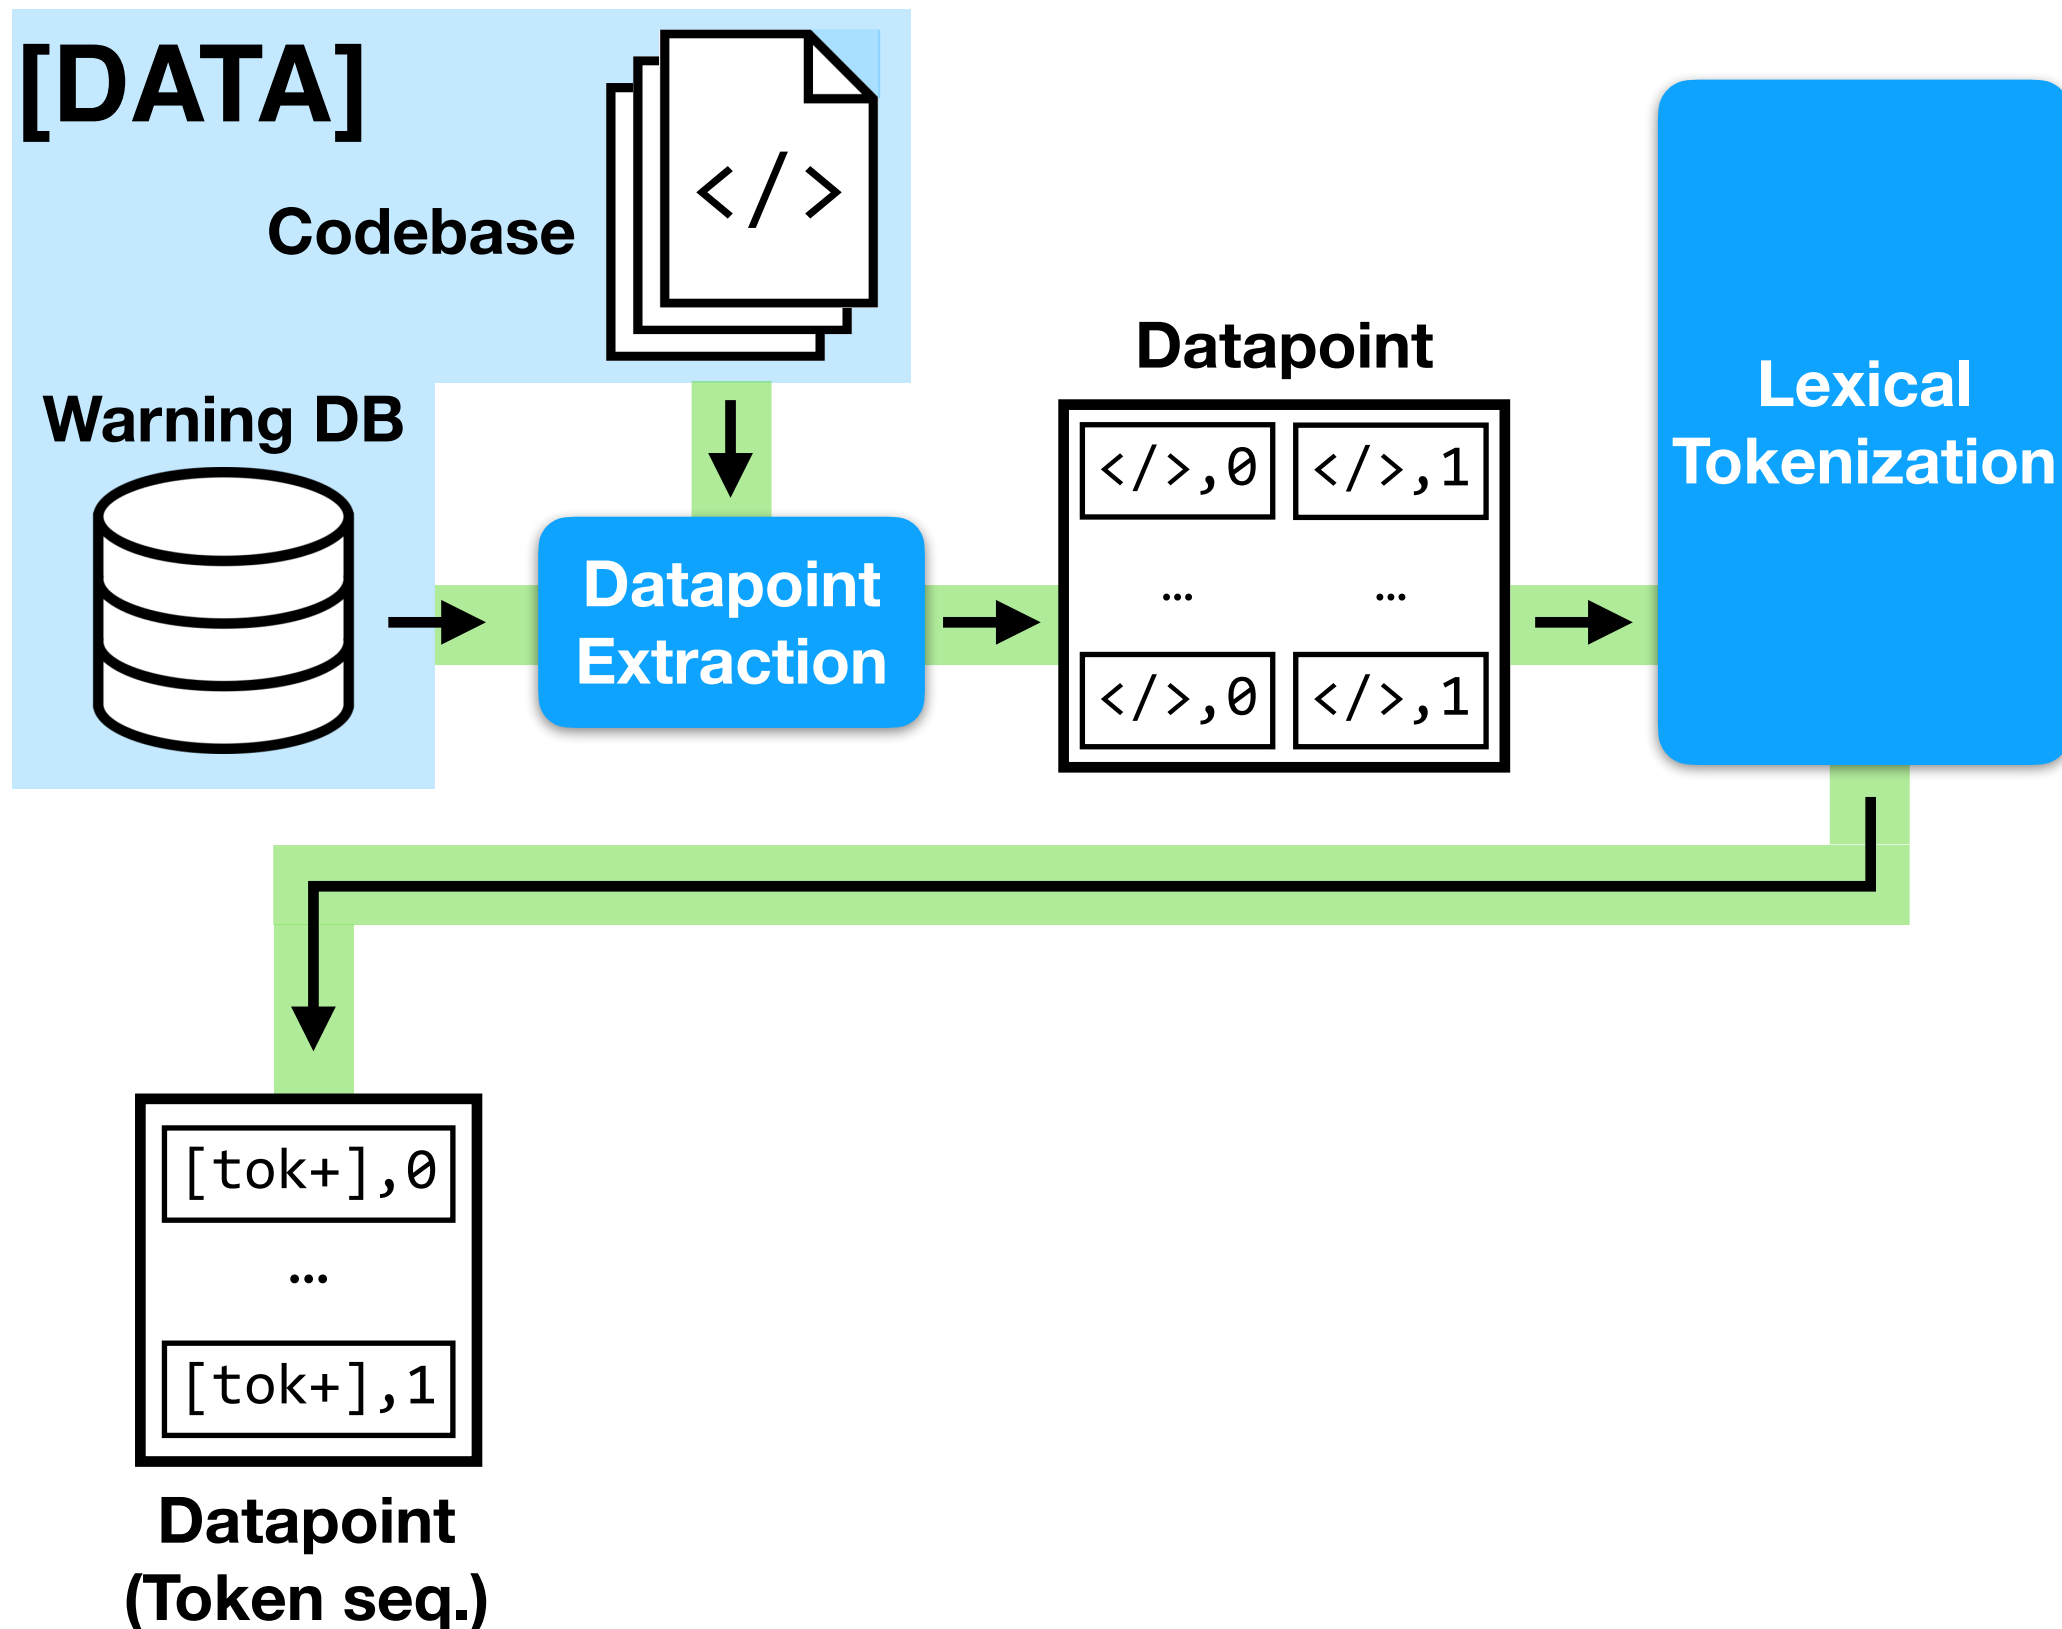 [DATA]
</>
Codebase
Warning DB
Datapoint
Extraction
Datapoint
</>,0 </>,1
... ...
</>,0 </>,1
Lexical
Tokenization
[tok+],0
...
[tok+],1
Datapoint
(Token seq.)